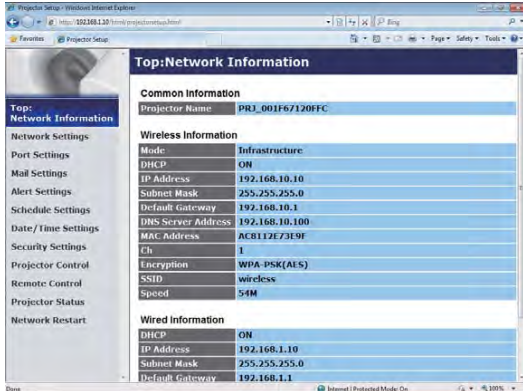 Projector Setup - Windows Internet Explorer
Bing
Favorites Projector Setup
Page Safety Tools
Top:Network Information
Top:
Network Information
Network Settings
Port Settings
Mail Settings
Alert Settings
Schedule Settings
Date/Time Settings
Security Settings
Projector Control
Remote Control
Projector Status
Network Restart
Common Information
Projector Name PRJ_001F67120FFC
Wireless Information
Mode Infrastructure
DHCP ON
IP Address 192.168.10.10
Subnet Mask 255.255.255.0
Default Gateway 192.168.10.1
DNS Server Address 192.168.10.100
MAC Address AC8112E73E9F
Ch 1
Encryption WPA-PSK(AES)
SSID wireless
Speed 54M
Wired Information
DHCP ON
IP Address 192.168.1.10
Subnet Mask 255.255.255.0
Default Gateway 192.168.1.1
Done Internet | Protected Mode: On 100%